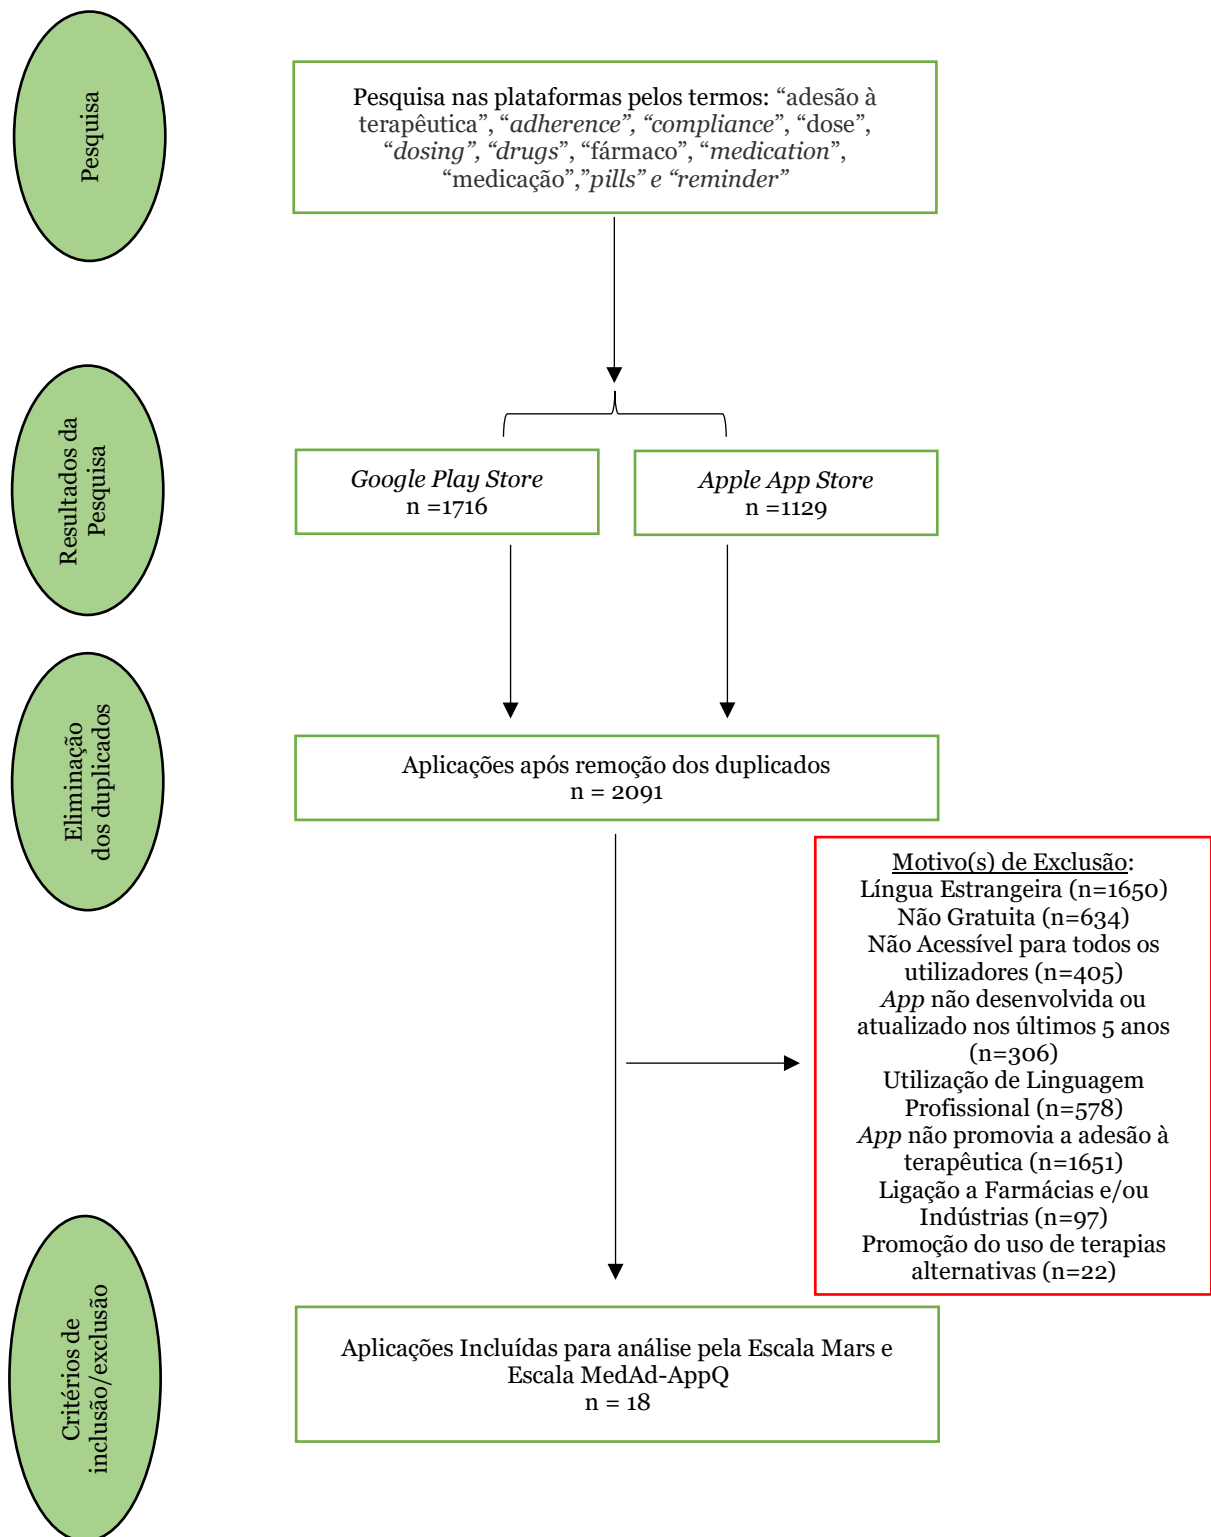 Pesquisa
Pesquisa nas plataformas pelos termos: “adesão à
terapêutica”, “adherence”, “compliance”, “dose”,
“dosing”, “drugs”, “fármaco”, “medication”,
“medicação”,”pills” e “reminder”
Resultados da
Pesquisa
Google Play Store
n =1716
Apple App Store
n =1129
Eliminação
dos duplicados
Aplicações após remoção dos duplicados
n = 2091
Motivo(s) de Exclusão:
Língua Estrangeira (n=1650)
Não Gratuita (n=634)
Não Acessível para todos os
utilizadores (n=405)
App não desenvolvida ou
atualizado nos últimos 5 anos
(n=306)
Utilização de Linguagem
Profissional (n=578)
App não promovia a adesão à
terapêutica (n=1651)
Ligação a Farmácias e/ou
Indústrias (n=97)
Promoção do uso de terapias
alternativas (n=22)
Critérios de
inclusão/exclusão
Aplicações Incluídas para análise pela Escala Mars e
Escala MedAd-AppQ
n = 18